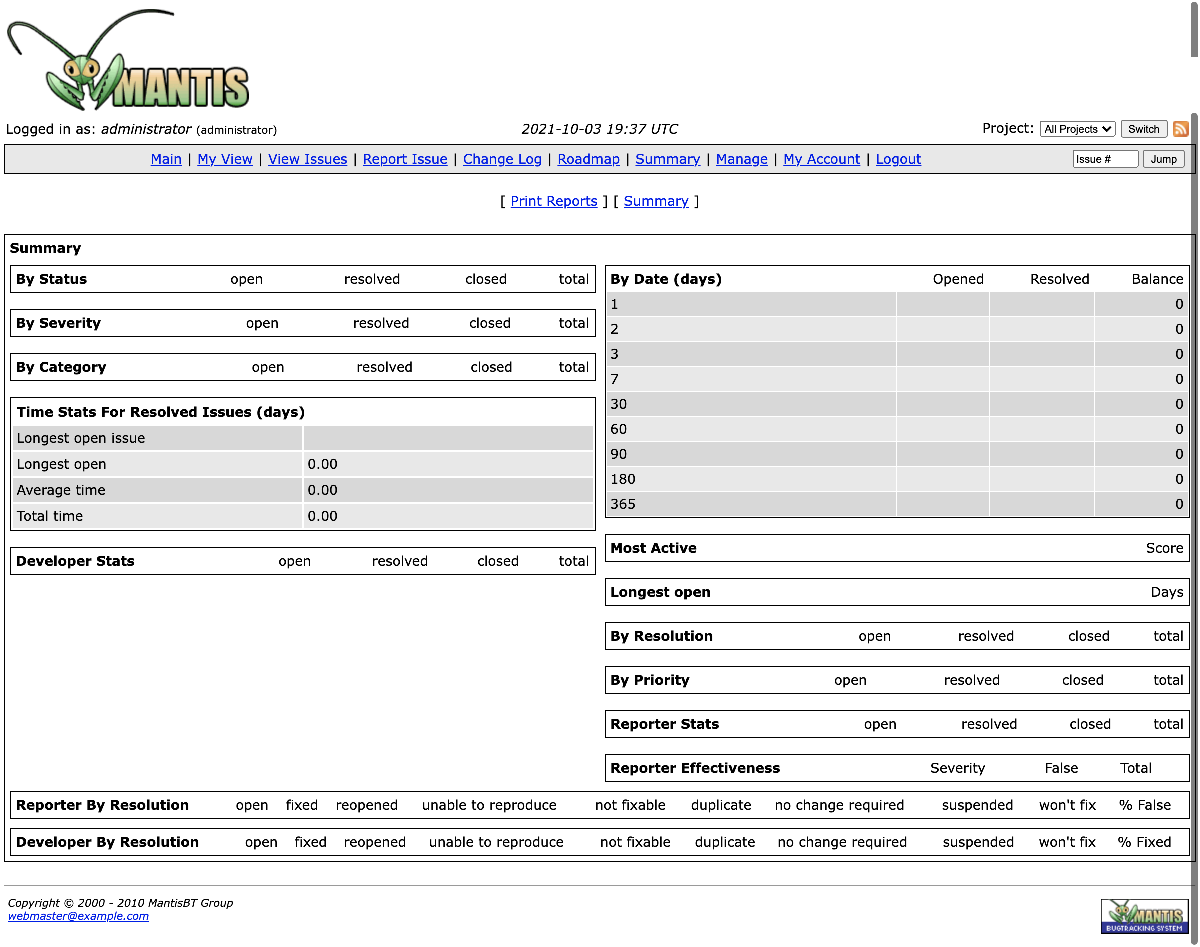 MANTIS
Logged in as: administrator (administrator)
2021-10-03 19:37 UTC
Project: All Projects Switch
Main | My View | View Issues | Report Issue | Change Log | Roadmap | Summary | Manage | My Account | Logout
Issue # Jump
[ Print Reports ] [ Summary ]
Summary
By Status open resolved closed total
By Severity open resolved closed total
By Category open resolved closed total
Time Stats For Resolved Issues (days)
Longest open issue
Longest open 0.00
Average time 0.00
Total time 0.00
Developer Stats open resolved closed total
By Date (days) Opened Resolved Balance
1 0
2 0
3 0
7 0
30 0
60 0
90 0
180 0
365 0
Most Active Score
Longest open Days
By Resolution open resolved closed total
By Priority open resolved closed total
Reporter Stats open resolved closed total
Reporter Effectiveness Severity False Total
Reporter By Resolution open fixed reopened unable to reproduce not fixable duplicate no change required suspended won't fix % False
Developer By Resolution open fixed reopened unable to reproduce not fixable duplicate no change required suspended won't fix % Fixed
Copyright © 2000 - 2010 MantisBT Group
webmaster@example.com
MANTIS
BUGTRACKING SYSTEM